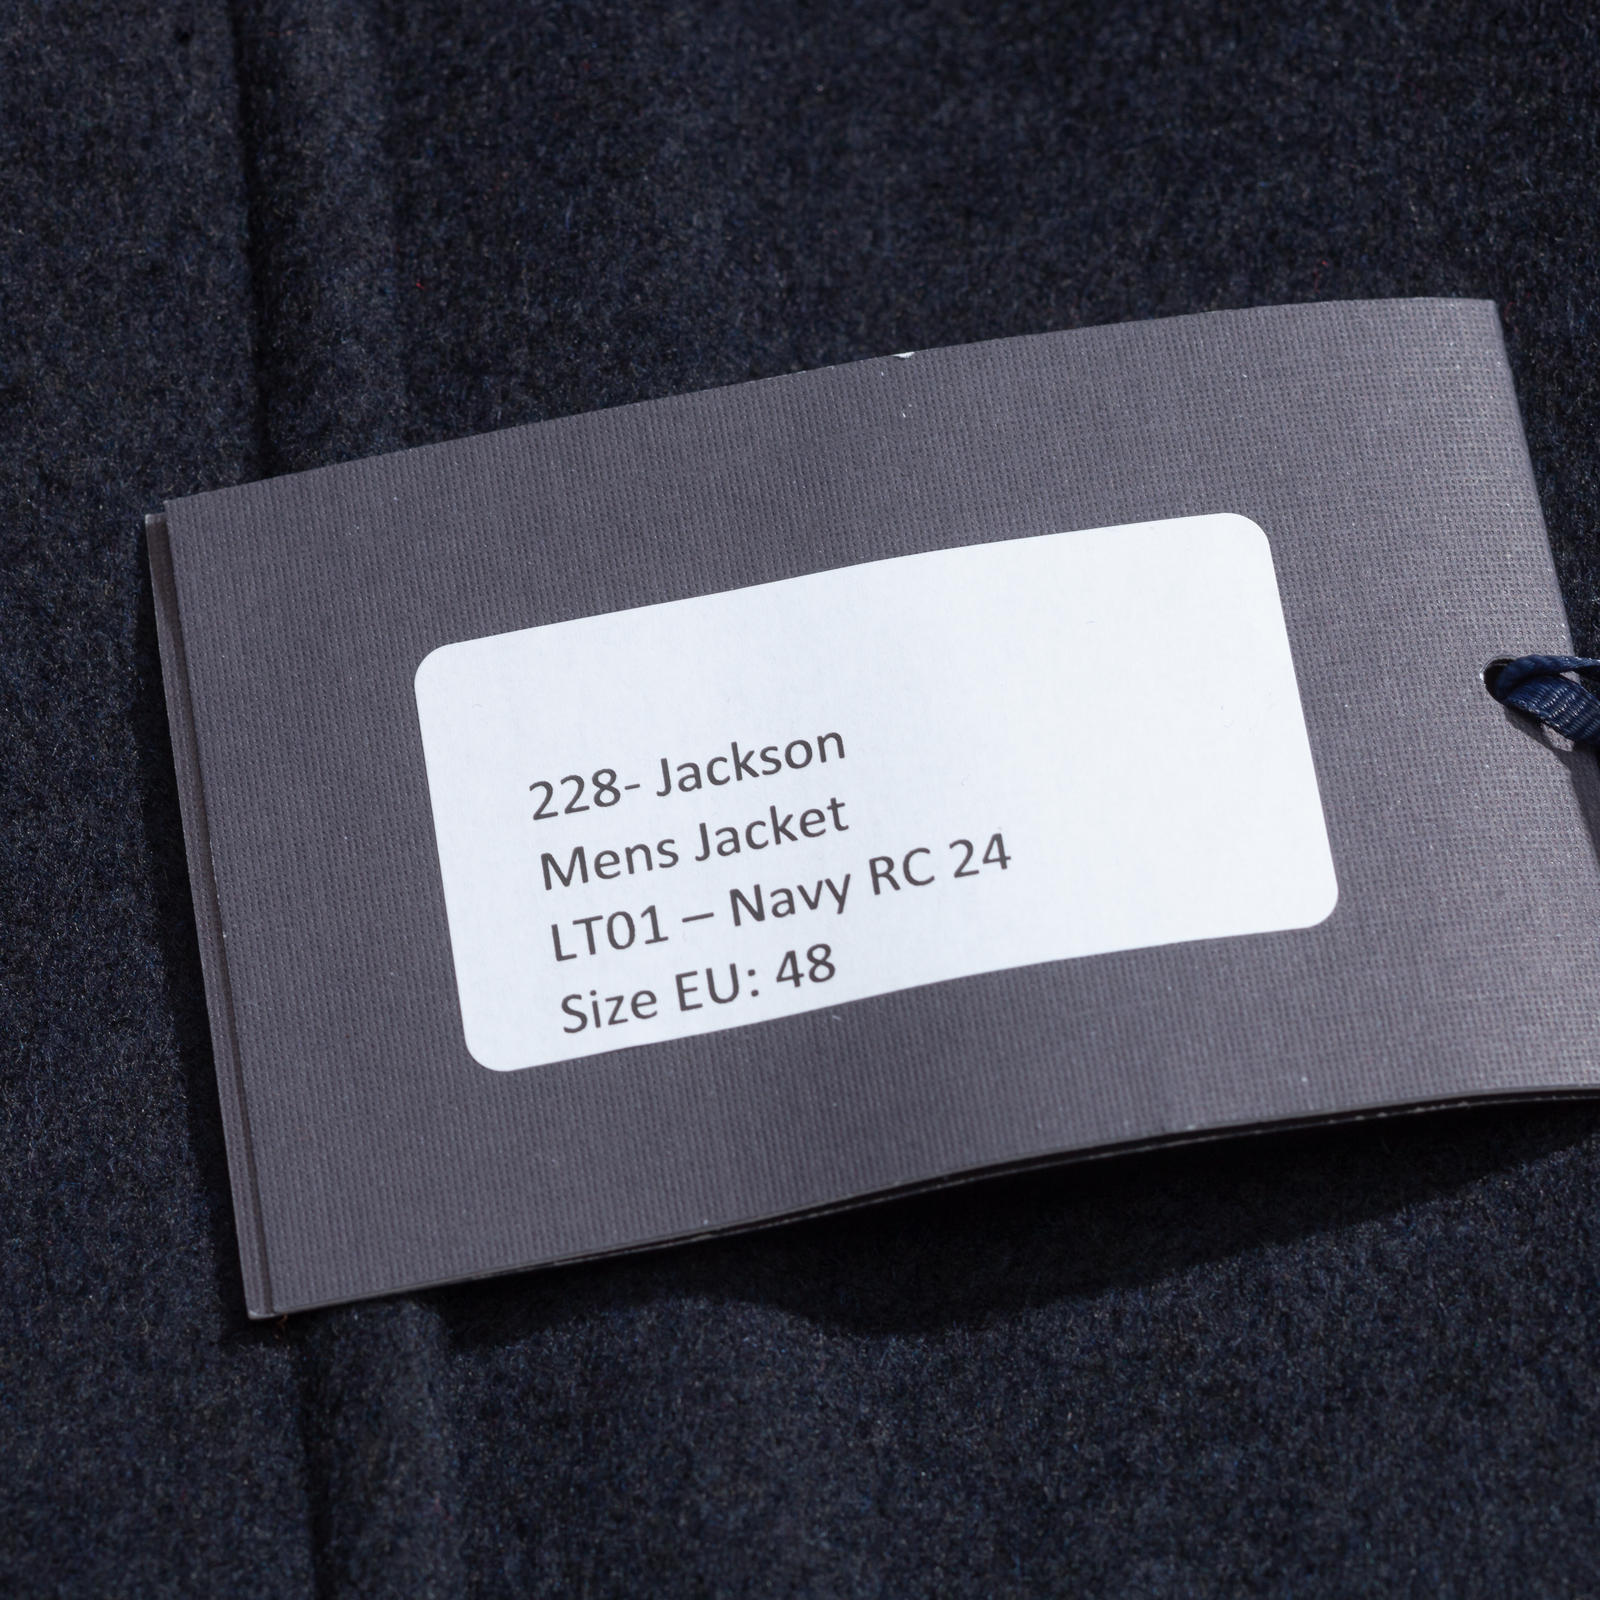 228- Jackson
Mens Jacket
LT01 – Navy RC 24
Size EU: 48